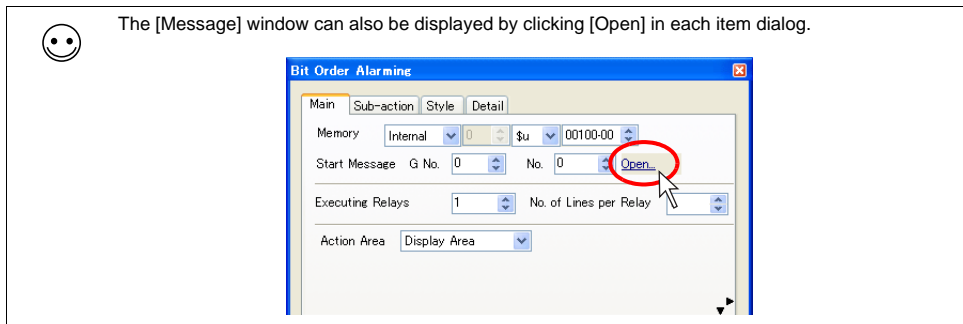 The [Message] window can also be displayed by clicking [Open] in each item dialog.
Bit Order Alarming
Main Sub-action Style Detail
Memory Internal 0 $u 00100-00
Start Message G No. 0 No. 0 Open...
Executing Relays 1 No. of Lines per Relay
Action Area Display Area